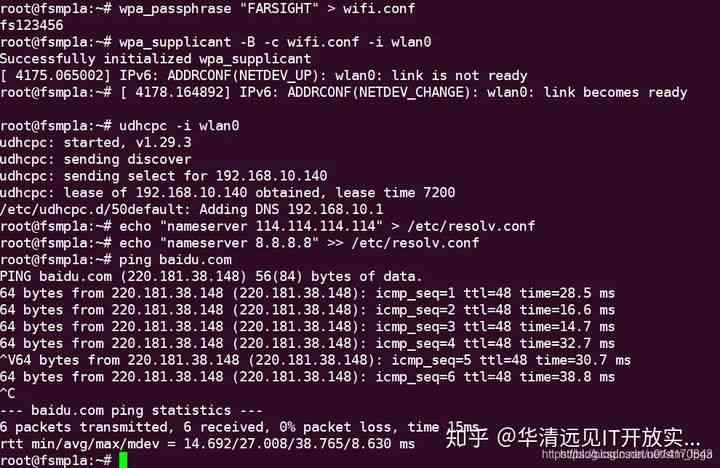 root@fsmp1a:~# wpa_passphrase "FARSIGHT" > wifi.conf
fs123456
root@fsmp1a:~# wpa_supplicant -B -c wifi.conf -i wlan0
Successfully initialized wpa_supplicant
[ 4175.065002] IPv6: ADDRCONF(NETDEV_UP): wlan0: link is not ready
root@fsmp1a:~# [ 4178.164892] IPv6: ADDRCONF(NETDEV_CHANGE): wlan0: link becomes ready
root@fsmp1a:~# udhcpc -i wlan0
udhcpc: started, v1.29.3
udhcpc: sending discover
udhcpc: sending select for 192.168.10.140
udhcpc: lease of 192.168.10.140 obtained, lease time 7200
/etc/udhcpc.d/50default: Adding DNS 192.168.10.1
root@fsmp1a:~# echo "nameserver 114.114.114.114" > /etc/resolv.conf
root@fsmp1a:~# echo "nameserver 8.8.8.8" >> /etc/resolv.conf
root@fsmp1a:~# ping baidu.com
PING baidu.com (220.181.38.148) 56(84) bytes of data.
64 bytes from 220.181.38.148 (220.181.38.148): icmp_seq=1 ttl=48 time=28.5 ms
64 bytes from 220.181.38.148 (220.181.38.148): icmp_seq=2 ttl=48 time=16.6 ms
64 bytes from 220.181.38.148 (220.181.38.148): icmp_seq=3 ttl=48 time=14.7 ms
64 bytes from 220.181.38.148 (220.181.38.148): icmp_seq=4 ttl=48 time=32.7 ms
^V64 bytes from 220.181.38.148 (220.181.38.148): icmp_seq=5 ttl=48 time=30.7 ms
64 bytes from 220.181.38.148 (220.181.38.148): icmp_seq=6 ttl=48 time=38.8 ms
^C
--- baidu.com ping statistics ---
6 packets transmitted, 6 received, 0% packet loss, time 15ms
rtt min/avg/max/mdev = 14.692/27.008/38.765/8.630 ms
root@fsmp1a:~#
知乎 @华清远见IT开放实...